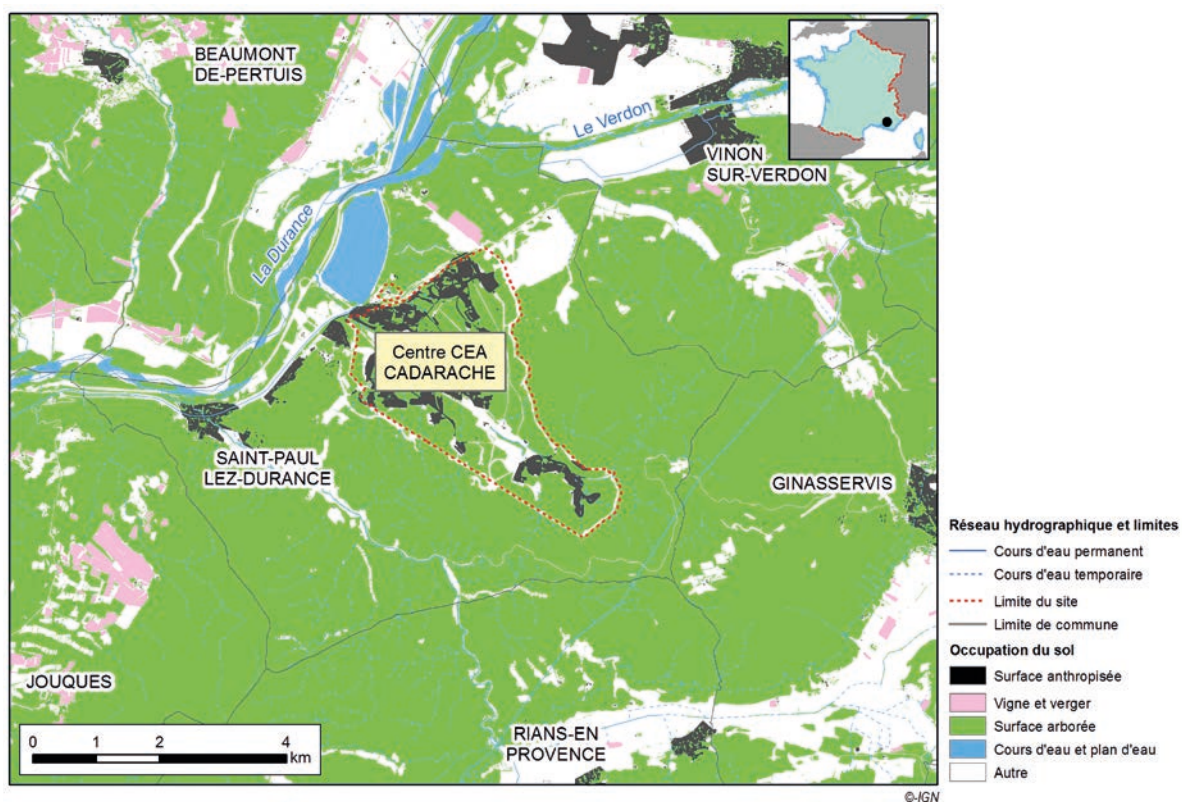 BEAUMONT
DE-PERTUIS
Le Verdon
VINON
SUR-VERDON
La Durance
Centre CEA
CADARACHE
SAINT-PAUL
LEZ-DURANCE
GINASSERVIS
JOUQUES
RIANS-EN
PROVENCE
0 1 2 4
km
Réseau hydrographique et limites
Cours d'eau permanent
Cours d'eau temporaire
Limite du site
Limite de commune
Occupation du sol
Surface anthropisée
Vigne et verger
Surface arborée
Cours d'eau et plan d'eau
Autre
©-IGN